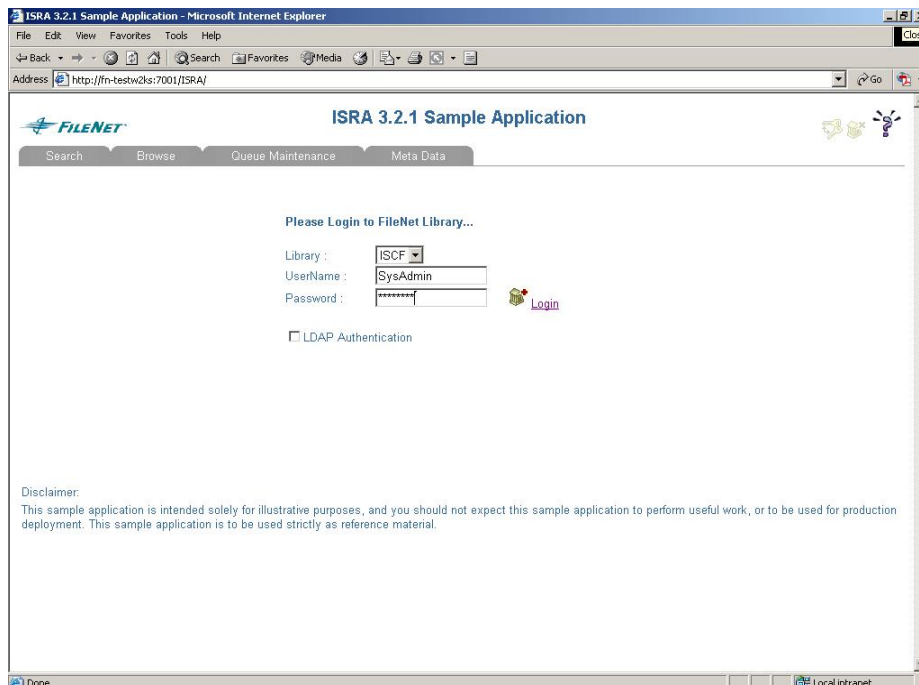 ISRA 3.2.1 Sample Application - Microsoft Internet Explorer
File Edit View Favorites Tools Help
Back Search Favorites Media
Address http://fn-testw2ks:7001/ISRA/ Go
FILENET
ISRA 3.2.1 Sample Application
Search Browse Queue Maintenance Meta Data
Please Login to FileNet Library...
Library : ISCF
UserName : SysAdmin
Password : ******** Login
LDAP Authentication
Disclaimer:
This sample application is intended solely for illustrative purposes, and you should not expect this sample application to perform useful work, or to be used for production
deployment. This sample application is to be used strictly as reference material.
Done Local intranet